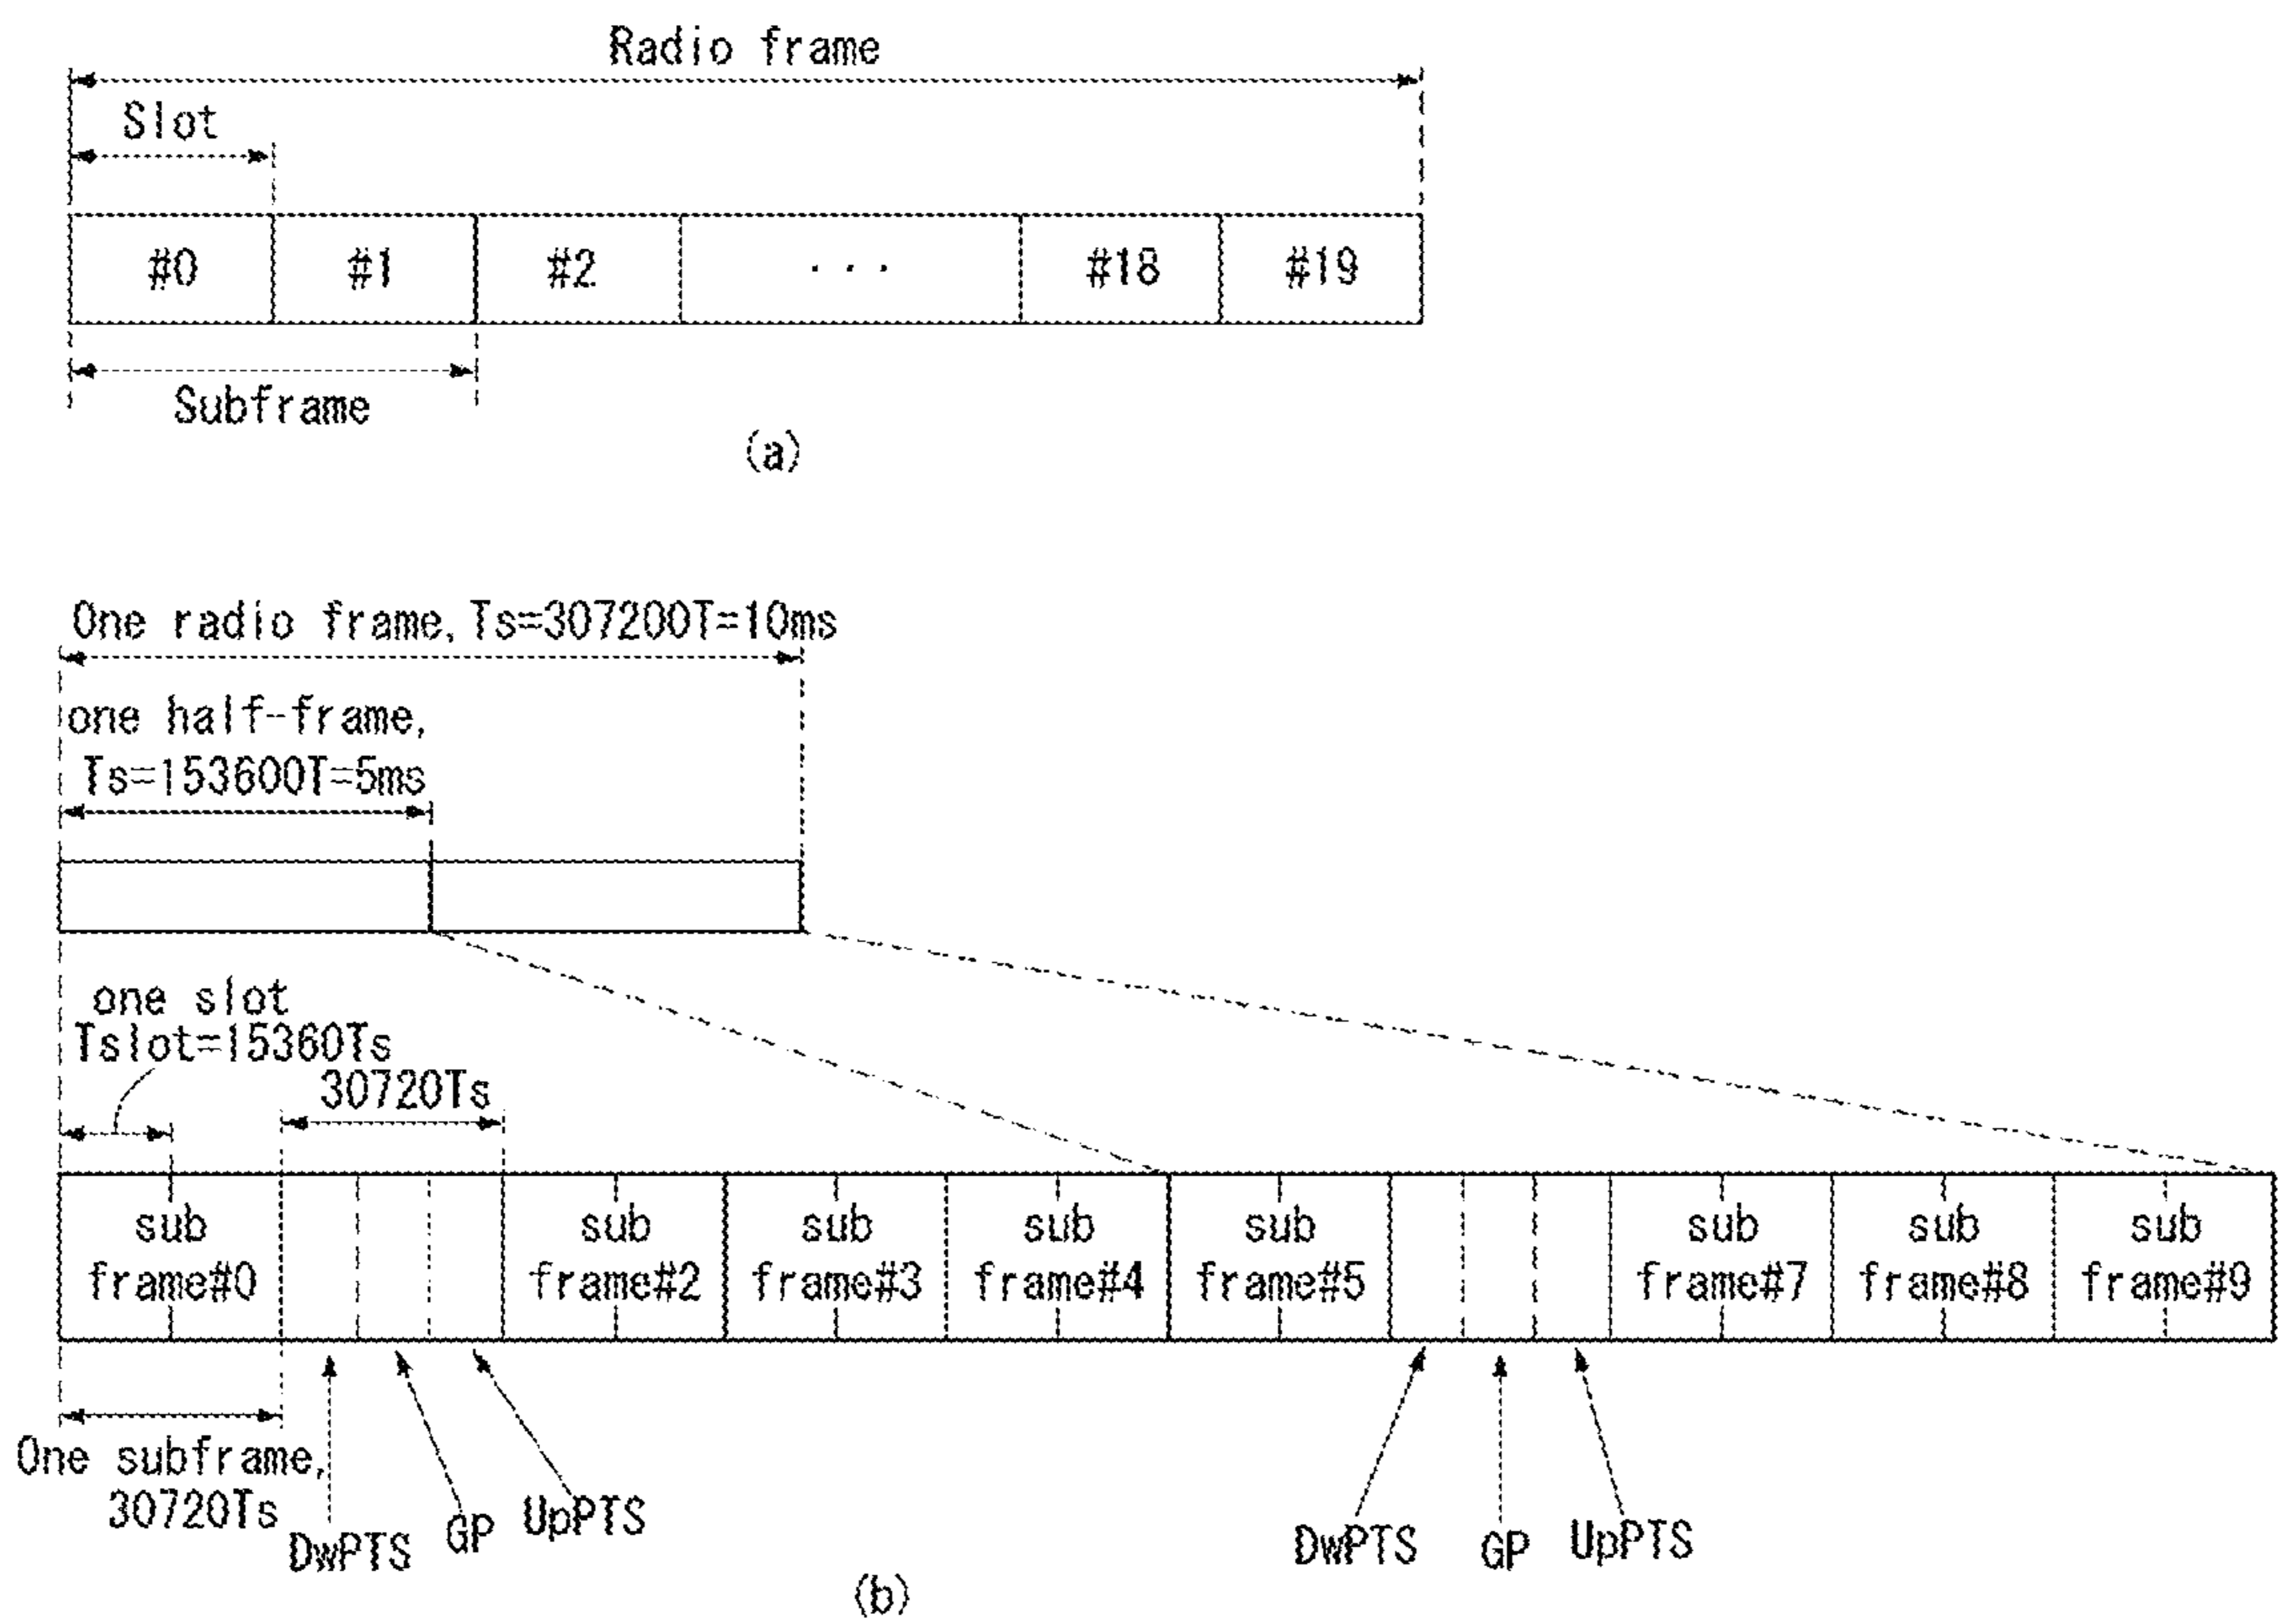 Radio frame
Slot
#0 #1 #2 ... #18 #19
Subframe
(a)
One radio frame, Ts=307200T=10ms
one half-frame,
Ts=153600T=5ms
one slot
Tslot=15360Ts
30720Ts
sub sub sub sub sub sub sub sub
frame#0 frame#2 frame#3 frame#4 frame#5 frame#7 frame#8 frame#9
One subframe,
30720Ts
DwPTS GP UpPTS DwPTS GP UpPTS
(b)